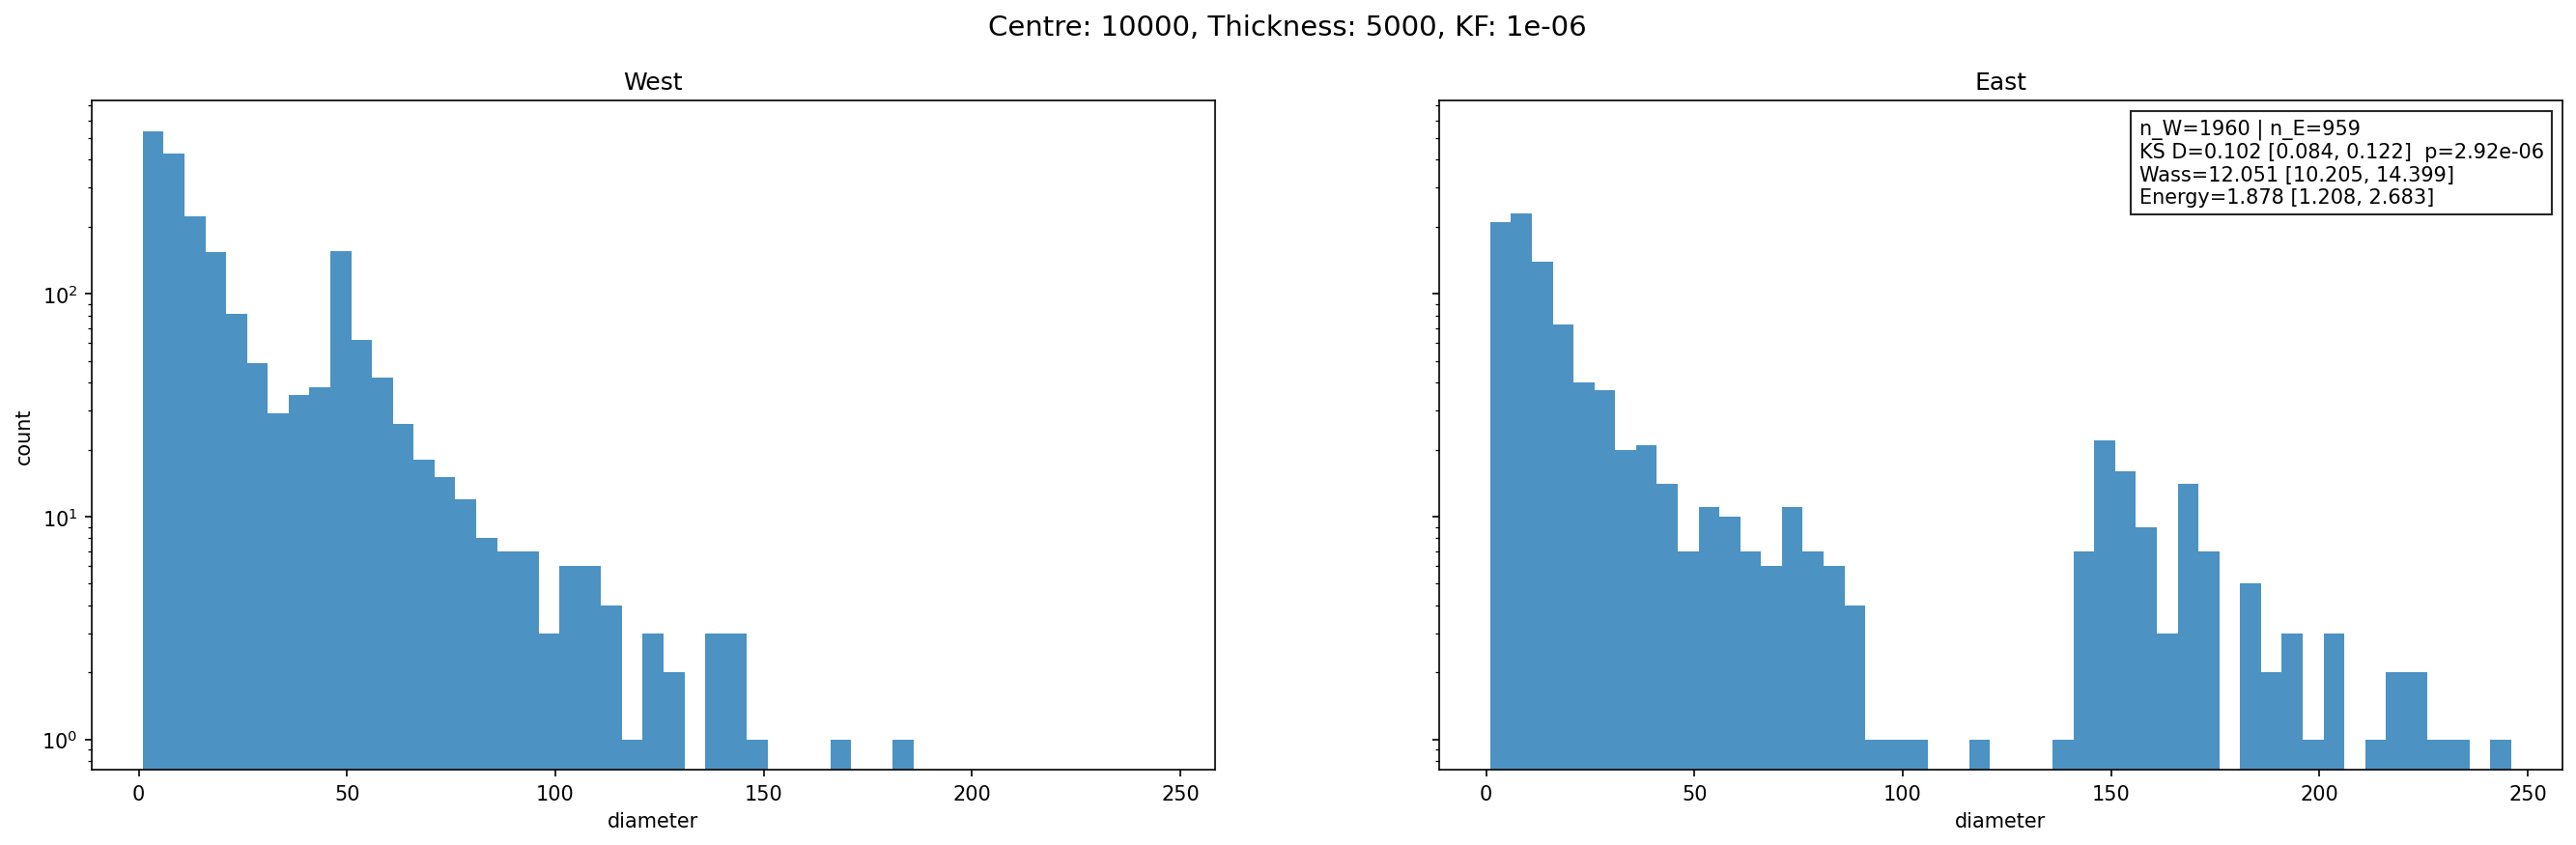 Centre: 10000, Thickness: 5000, KF: 1e-06
West
count
10²
10¹
10⁰
0 50 100 150 200 250
diameter
East
n_W=1960 | n_E=959
KS D=0.102 [0.084, 0.122]  p=2.92e-06
Wass=12.051 [10.205, 14.399]
Energy=1.878 [1.208, 2.683]
0 50 100 150 200 250
diameter